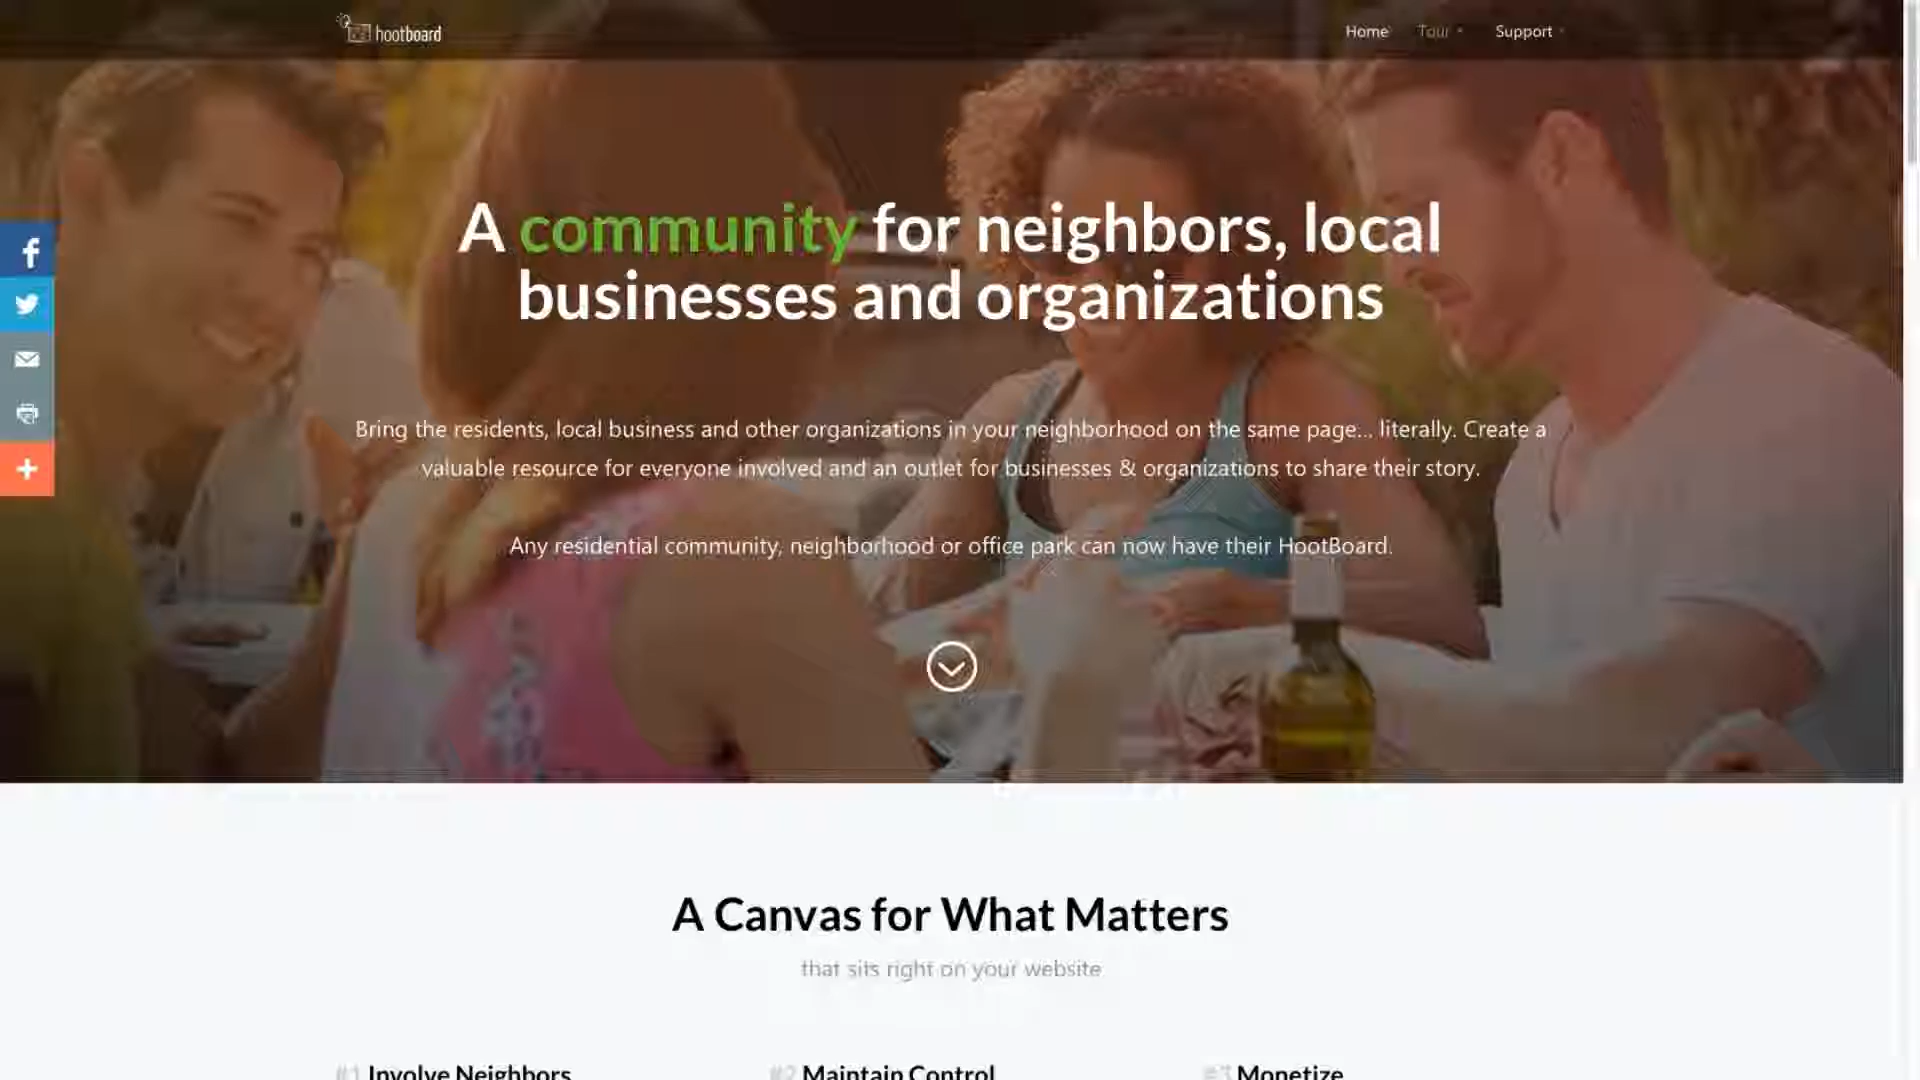 hootboard
Home Tour Support
A community for neighbors, local
businesses and organizations
Bring the residents, local business and other organizations in your neighborhood on the same page... literally. Create a
valuable resource for everyone involved and an outlet for businesses & organizations to share their story.
Any residential community, neighborhood or office park can now have their HootBoard.
A Canvas for What Matters
that sits right on your website
#1 Involve Neighbors #2 Maintain Control #3 Monetize